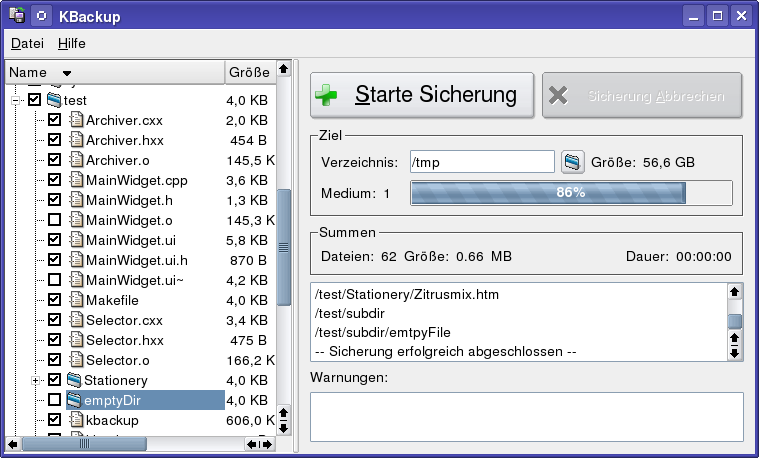 KBackup
Datei Hilfe
Name Größe
test 4,0 KB
Archiver.cxx 2,0 KB
Archiver.hxx 454 B
Archiver.o 145,5 K
MainWidget.cpp 3,6 KB
MainWidget.h 1,3 KB
MainWidget.o 145,3 K
MainWidget.ui 5,8 KB
MainWidget.ui.h 870 B
MainWidget.ui~ 4,2 KB
Makefile 4,0 KB
Selector.cxx 3,4 KB
Selector.hxx 475 B
Selector.o 166,2 K
Stationery 4,0 KB
emptyDir 4,0 KB
kbackup 606,0 K
Starte Sicherung
Sicherung Abbrechen
Ziel
Verzeichnis: /tmp Größe: 56,6 GB
Medium: 1 86%
Summen
Dateien: 62 Größe: 0.66 MB Dauer: 00:00:00
/test/Stationery/Zitrusmix.htm
/test/subdir
/test/subdir/emtpyFile
-- Sicherung erfolgreich abgeschlossen --
Warnungen: